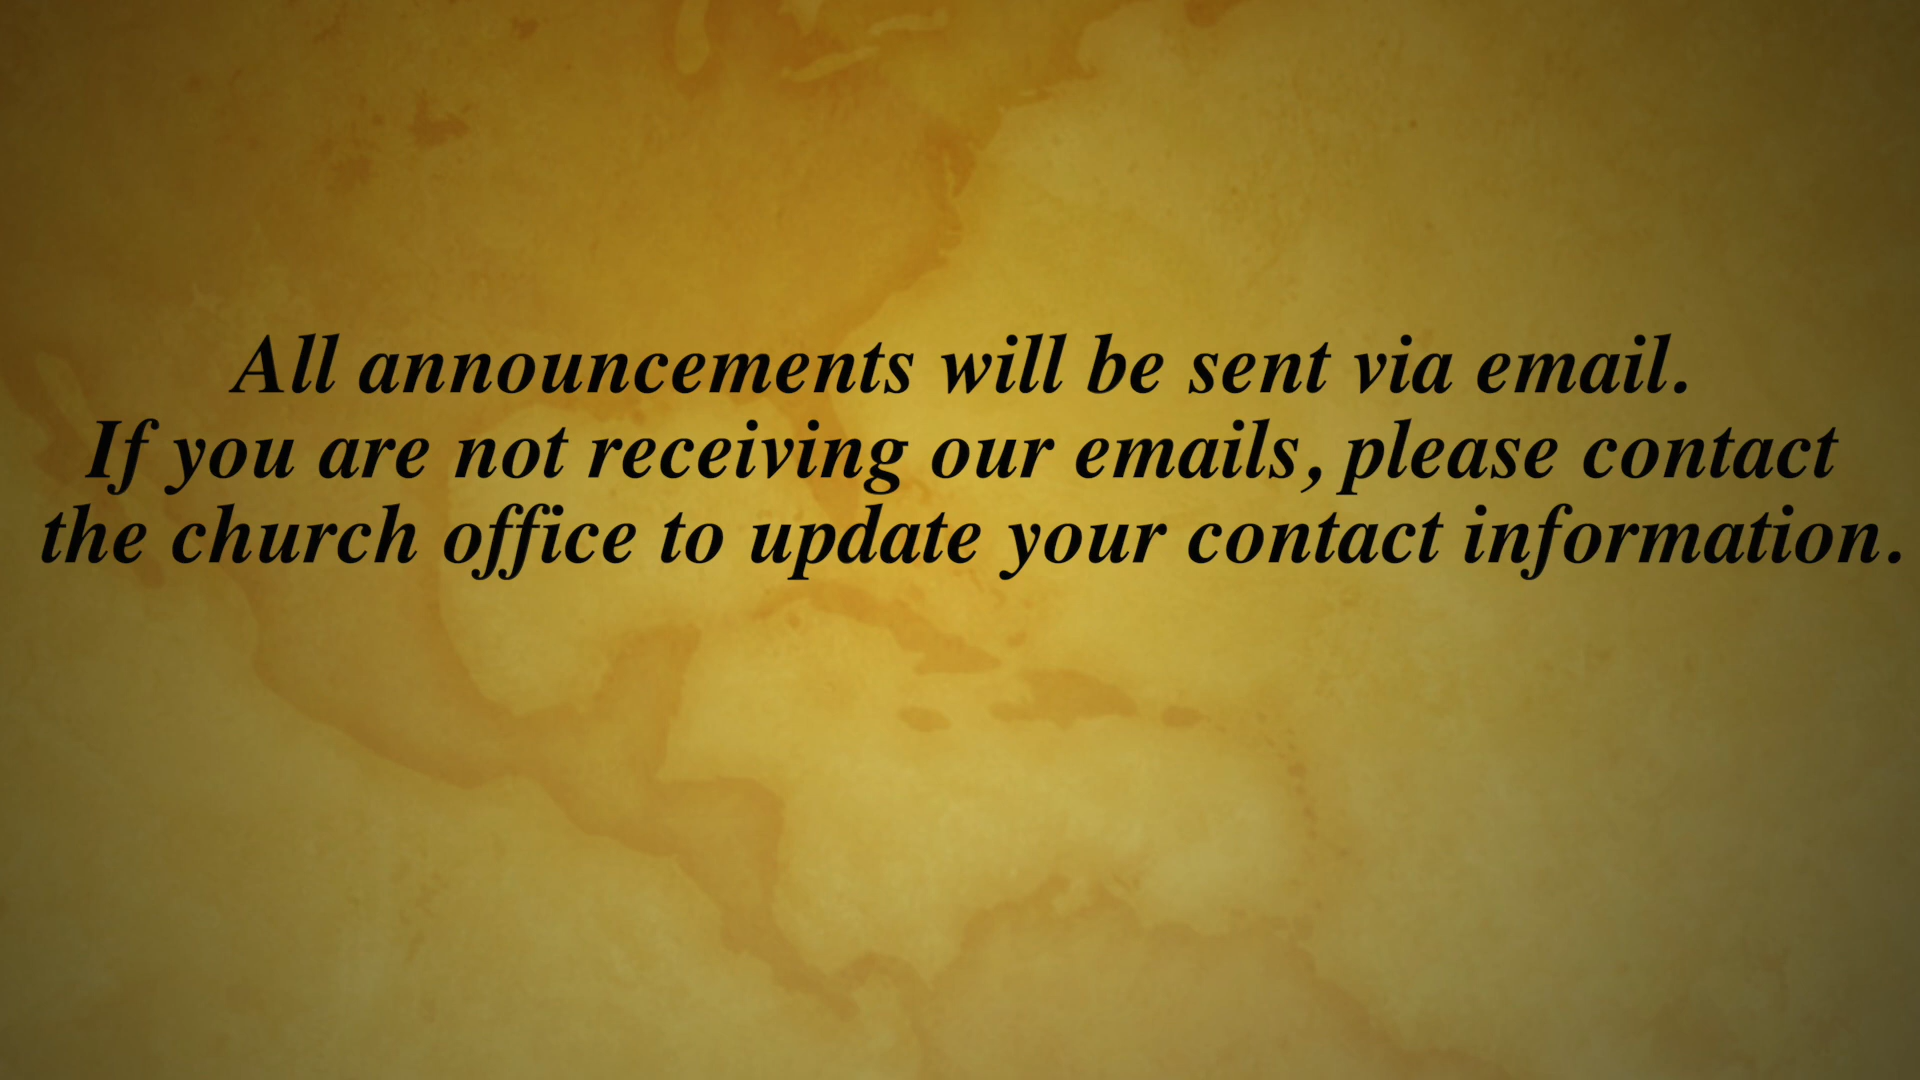 All announcements will be sent via email.
If you are not receiving our emails, please contact
the church office to update your contact information.